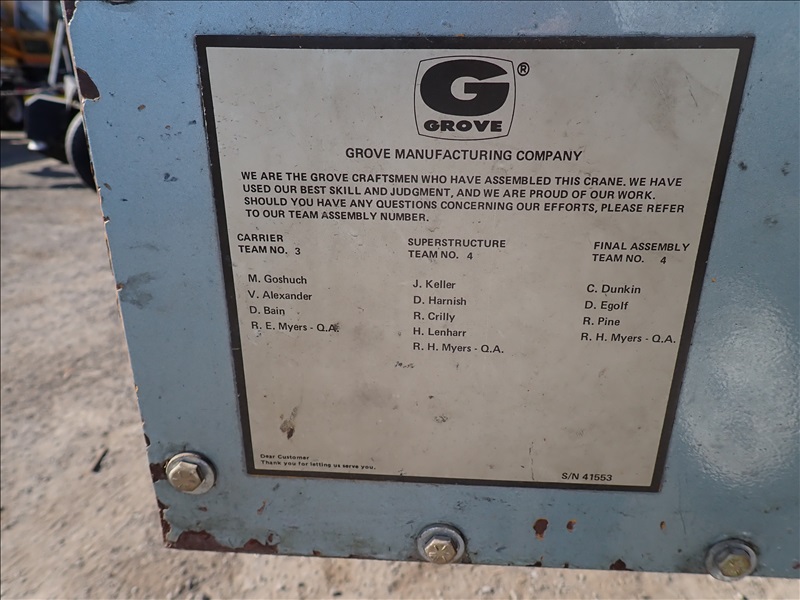 G ®
GROVE
GROVE MANUFACTURING COMPANY
WE ARE THE GROVE CRAFTSMEN WHO HAVE ASSEMBLED THIS CRANE. WE HAVE
USED OUR BEST SKILL AND JUDGMENT, AND WE ARE PROUD OF OUR WORK.
SHOULD YOU HAVE ANY QUESTIONS CONCERNING OUR EFFORTS, PLEASE REFER
TO OUR TEAM ASSEMBLY NUMBER.
CARRIER
TEAM NO. 3
M. Goshuch
V. Alexander
D. Bain
R. E. Myers - Q.A.
SUPERSTRUCTURE
TEAM NO. 4
J. Keller
D. Harnish
R. Crilly
H. Lenharr
R. H. Myers - Q.A.
FINAL ASSEMBLY
TEAM NO. 4
C. Dunkin
D. Egolf
R. Pine
R. H. Myers - Q.A.
Dear Customer
Thank you for letting us serve you.
S/N 41553